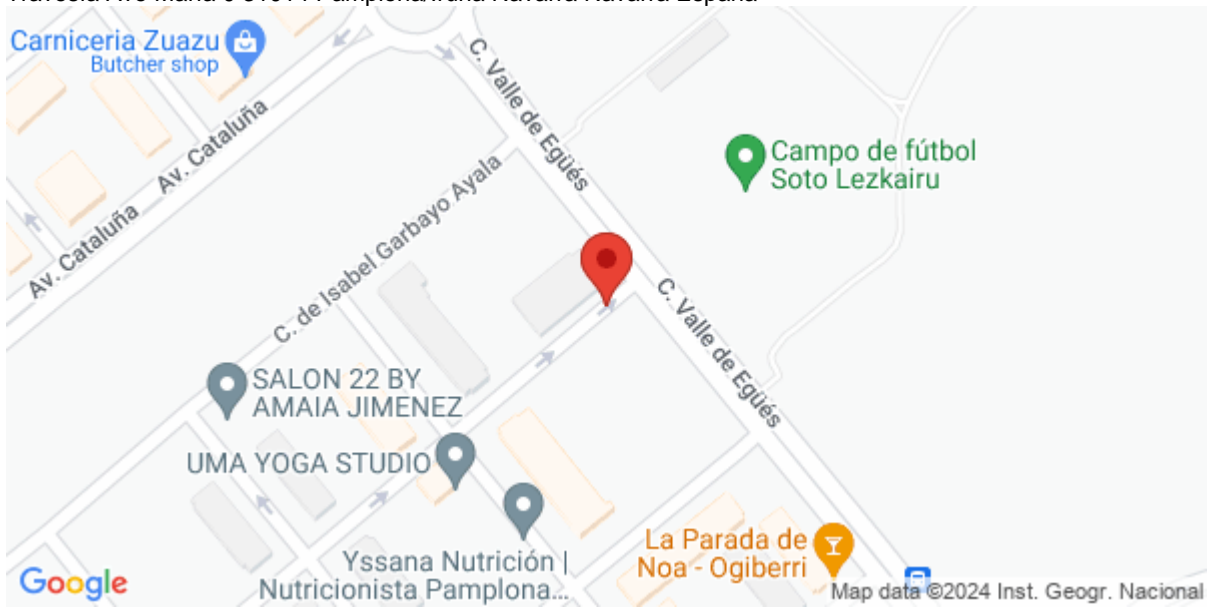 Carniceria Zuazu
Butcher shop
Av. Cataluña
Av. Cataluña
C. Valle de Egüés
C. de Isabel Garbayo Ayala
Campo de fútbol
Soto Lezkairu
C. Valle de Egüés
SALON 22 BY
AMAIA JIMENEZ
UMA YOGA STUDIO
Yssana Nutrición |
Nutricionista Pamplona...
La Parada de
Noa - Ogiberri
Google
Map data ©2024 Inst. Geogr. Nacional